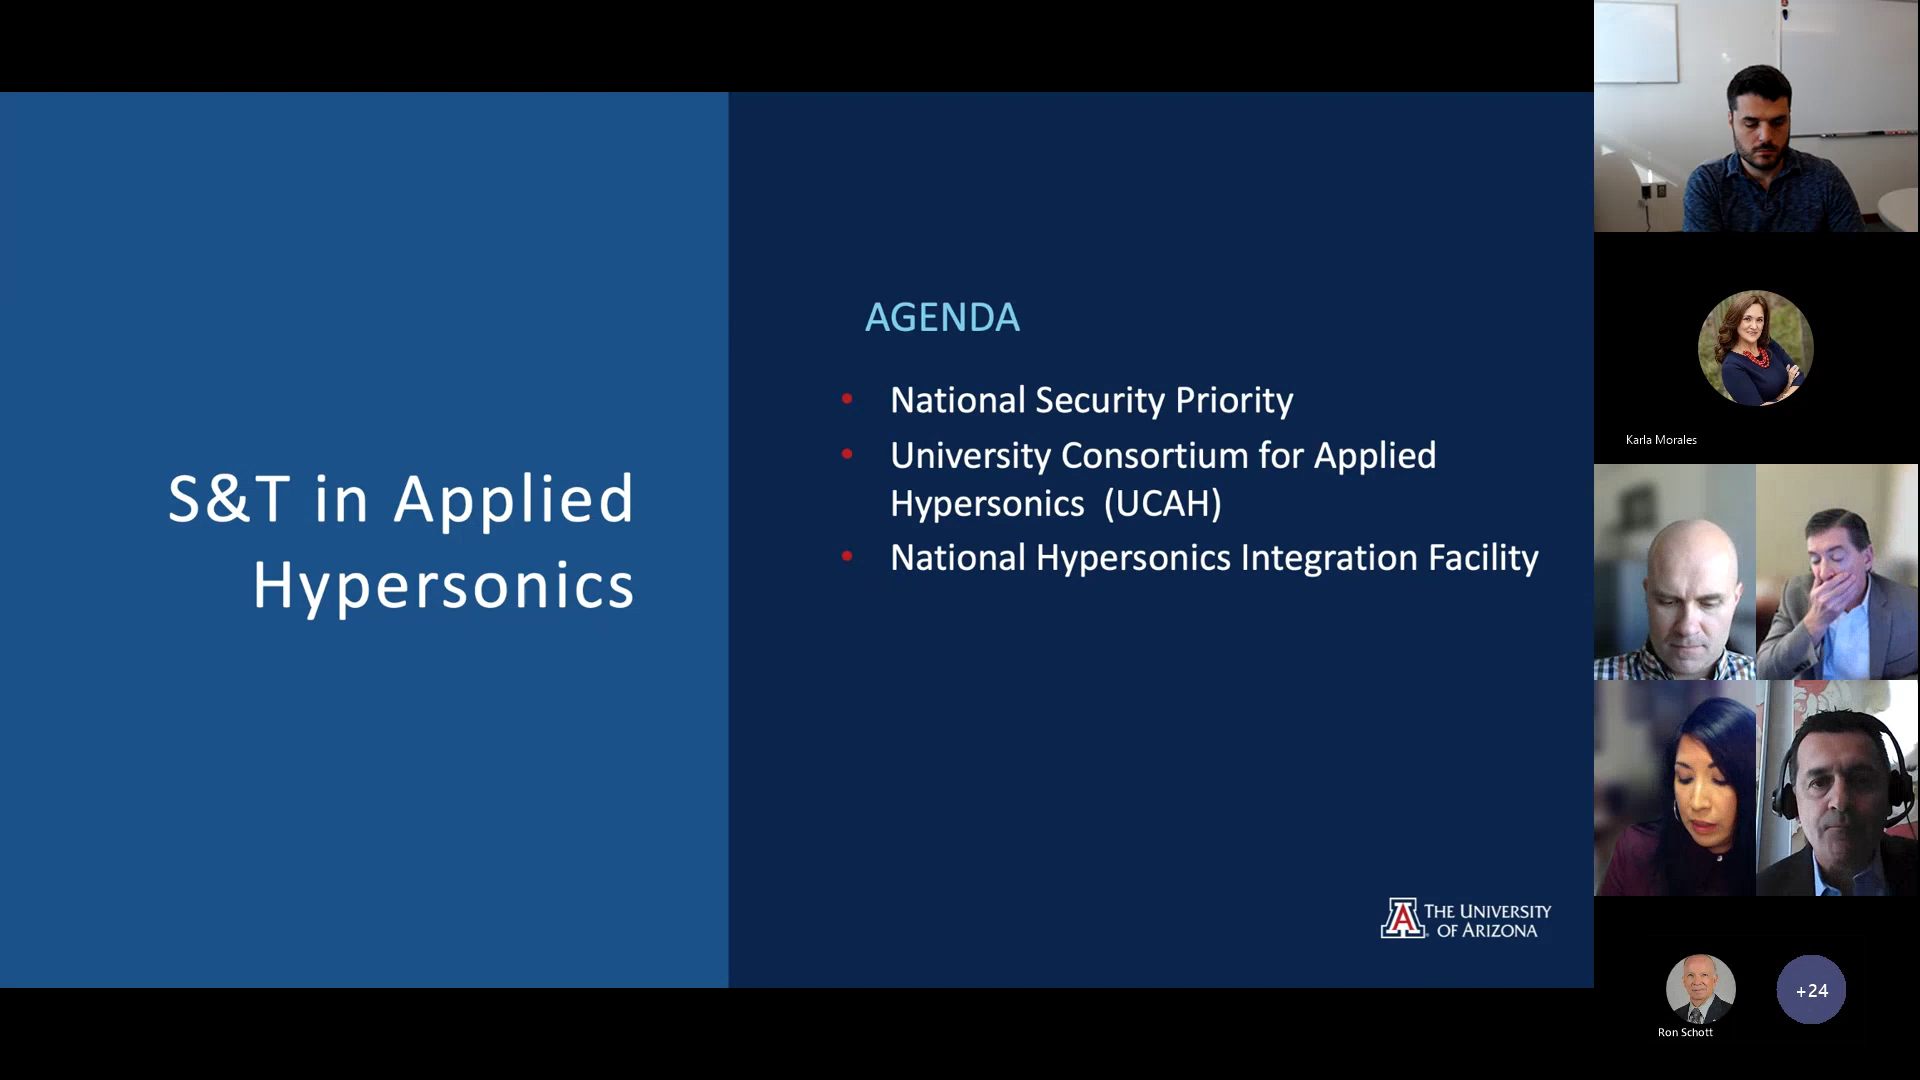 S&T in Applied
Hypersonics
AGENDA
• National Security Priority
• University Consortium for Applied
Hypersonics (UCAH)
• National Hypersonics Integration Facility
A
THE UNIVERSITY
OF ARIZONA
Karla Morales
Ron Schott
+24